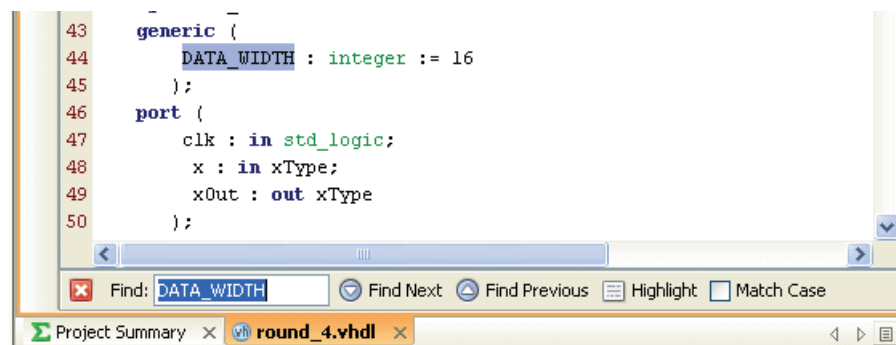 43 generic (
44 DATA_WIDTH : integer := 16
45 );
46 port (
47 clk : in std_logic;
48 x : in xType;
49 xOut : out xType
50 );
Find: DATA_WIDTH Find Next Find Previous Highlight Match Case
Σ Project Summary × vh round_4.vhdl ×